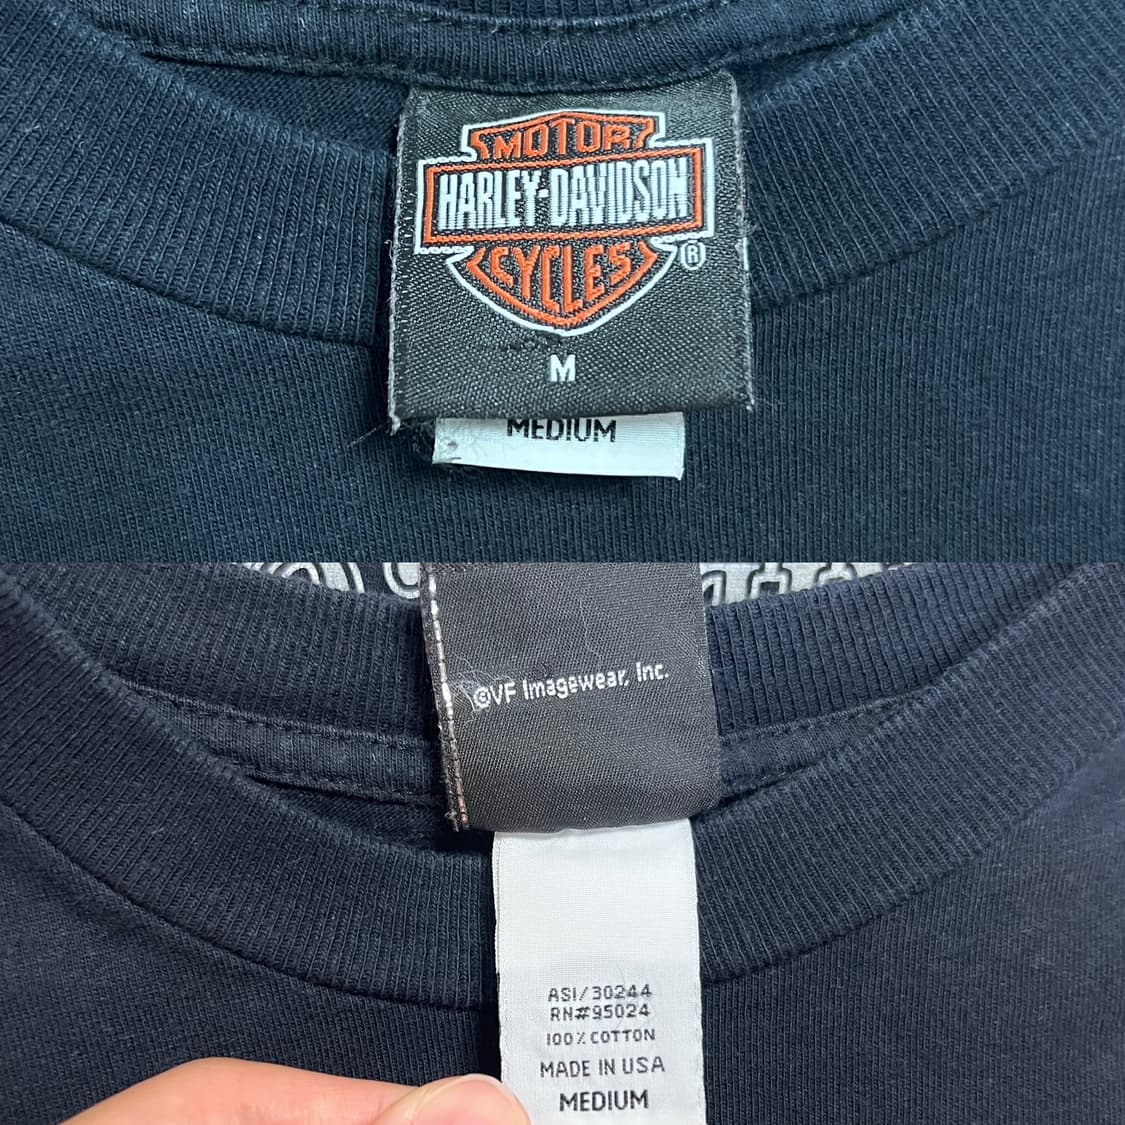 MOTOR
HARLEY-DAVIDSON
CYCLES
®
M
MEDIUM
©VF Imagewear, Inc.
ASI/30244
RN#95024
100% COTTON
MADE IN USA
MEDIUM